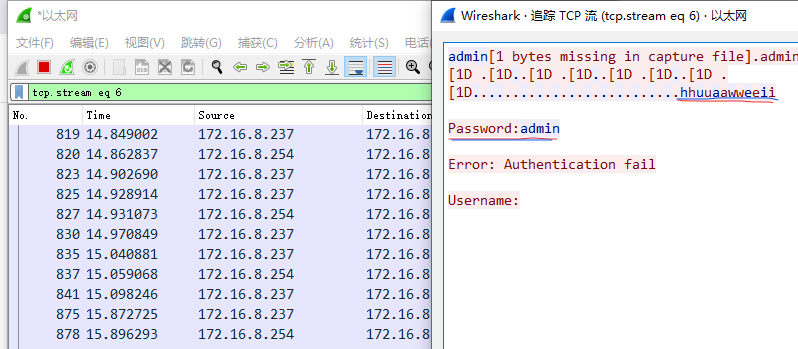 *以太网
文件(F) 编辑(E) 视图(V) 跳转(G) 捕获(C) 分析(A) 统计(S) 电话
tcp.stream eq 6
No. Time Source Destination
819 14.849002 172.16.8.237 172.16.8
820 14.862837 172.16.8.254 172.16.8
823 14.902690 172.16.8.237 172.16.8
825 14.928914 172.16.8.237 172.16.8
827 14.931073 172.16.8.254 172.16.8
830 14.970849 172.16.8.237 172.16.8
835 15.040881 172.16.8.237 172.16.8
837 15.059068 172.16.8.254 172.16.8
841 15.098246 172.16.8.237 172.16.8
875 15.872725 172.16.8.237 172.16.8
878 15.896293 172.16.8.254 172.16.8
Wireshark · 追踪 TCP 流 (tcp.stream eq 6) · 以太网
admin[1 bytes missing in capture file].admin
[1D .[1D..[1D .[1D..[1D .[1D..[1D .
[1D..........................hhuuaawweeii
Password:admin
Error: Authentication fail
Username: